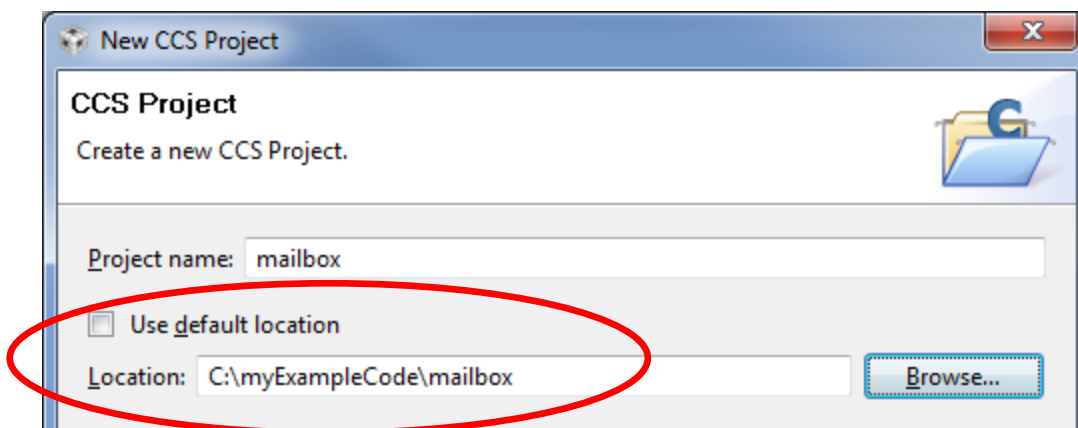 New CCS Project
CCS Project
Create a new CCS Project.
Project name: mailbox
Use default location
Location: C:\myExampleCode\mailbox Browse...